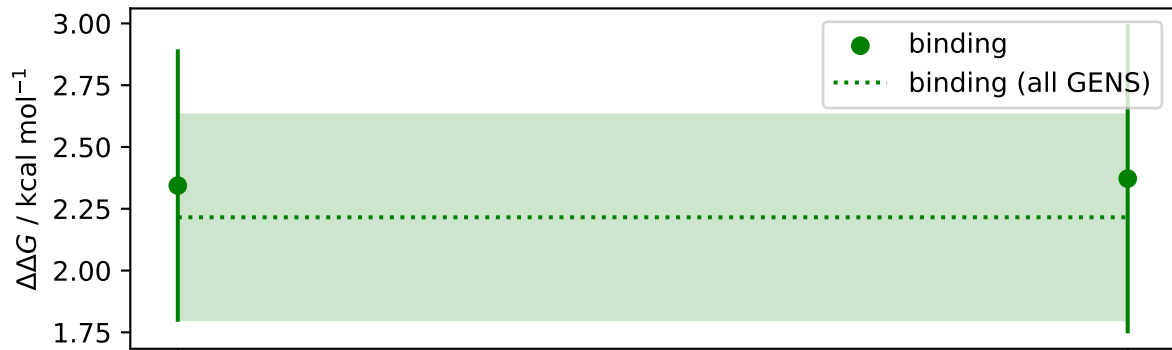 3.00
2.75
2.50
2.25
2.00
1.75
ΔΔG / kcal mol⁻¹
binding
binding (all GENS)